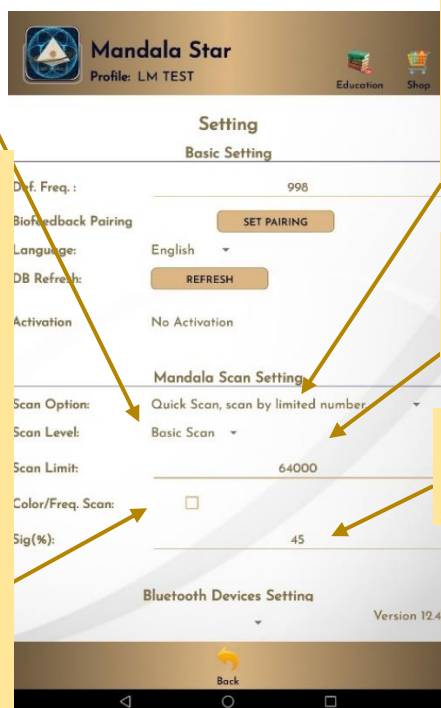 Mandala Star
Profile: LM TEST
Education
Shop
Setting
Basic Setting
Def. Freq. :
998
Biofeedback Pairing
SET PAIRING
Language:
English
DB Refresh:
REFRESH
Activation
No Activation
Mandala Scan Setting
Scan Option:
Quick Scan, scan by limited number
Scan Level:
Basic Scan
Scan Limit:
64000
Color/Freq. Scan:
Sig(%):
45
Bluetooth Devices Setting
Version 12.4
Back